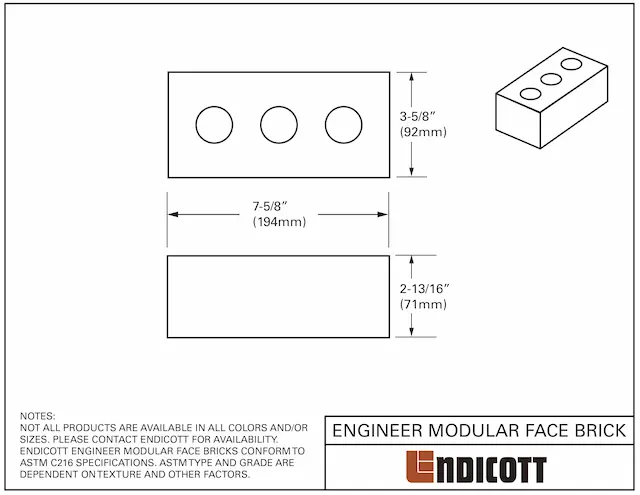 3-5/8”
(92mm)
7-5/8”
(194mm)
2-13/16”
(71mm)
NOTES:
NOT ALL PRODUCTS ARE AVAILABLE IN ALL COLORS AND/OR
SIZES. PLEASE CONTACT ENDICOTT FOR AVAILABILITY.
ENDICOTT ENGINEER MODULAR FACE BRICKS CONFORM TO
ASTM C216 SPECIFICATIONS. ASTM TYPE AND GRADE ARE
DEPENDENT ON TEXTURE AND OTHER FACTORS.
ENGINEER MODULAR FACE BRICK
ENDICOTT